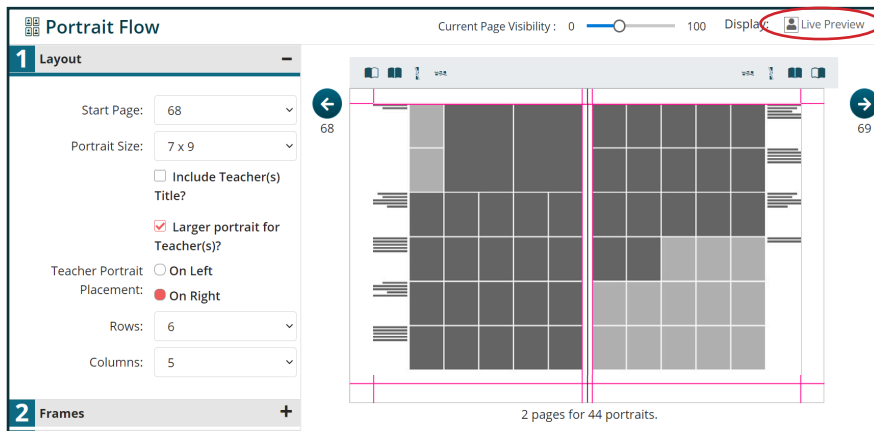 Portrait Flow
Current Page Visibility : 0 100 Display: Live Preview
1 Layout −
Start Page: 68
Portrait Size: 7 x 9
Include Teacher(s)
Title?
Larger portrait for
Teacher(s)?
Teacher Portrait
Placement:
On Left
On Right
Rows: 6
Columns: 5
2 Frames +
68
69
2 pages for 44 portraits.